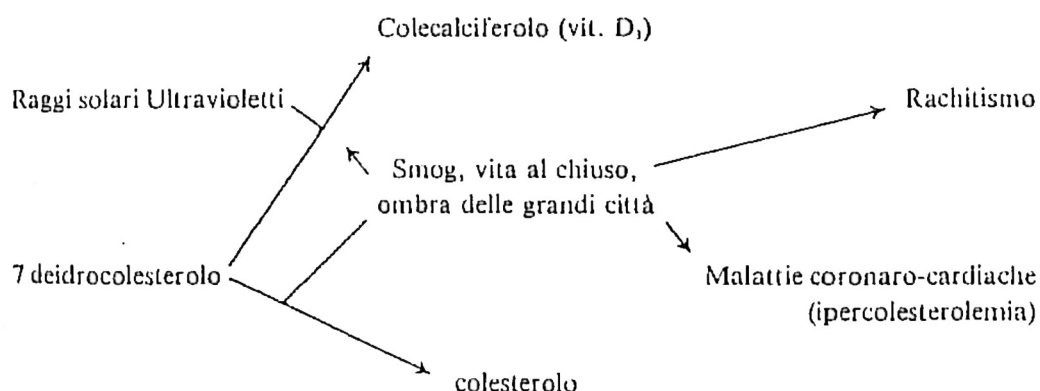 Colecalciferolo (vit. D₃)
Raggi solari Ultravioletti
Rachitismo
Smog, vita al chiuso,
ombra delle grandi città
7 deidrocolesterolo
Malattie coronaro-cardiache
(ipercolesterolemia)
colesterolo